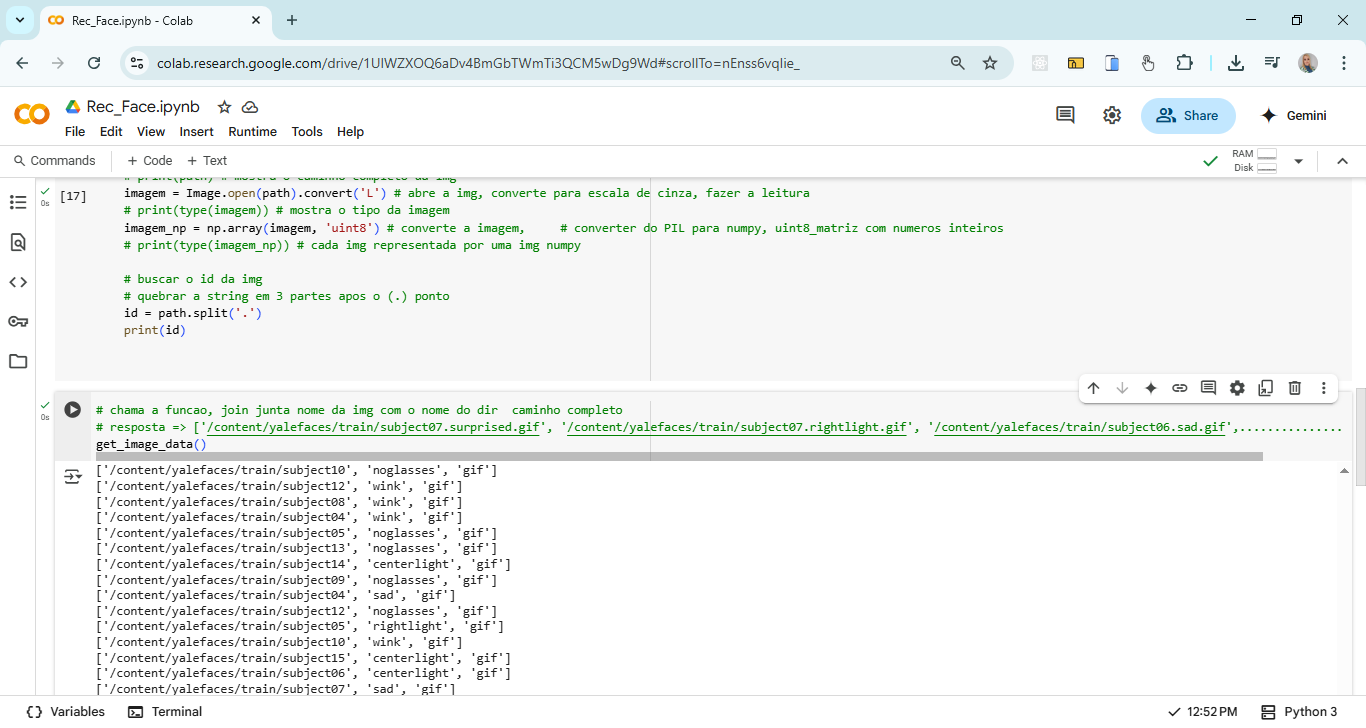 Rec_Face.ipynb - Colab
colab.research.google.com/drive/1UIWZXOQ6aDv4BmGbTWmTi3QCM5wDg9Wd#scrollTo=nEnss6vqIie_
Rec_Face.ipynb
File Edit View Insert Runtime Tools Help
Share
Gemini
Commands + Code + Text
RAM
Disk
# print(path) # mostra o caminho completo da img
[17] imagem = Image.open(path).convert('L') # abre a img, converte para escala de cinza, fazer a leitura
0s
# print(type(imagem)) # mostra o tipo da imagem
imagem_np = np.array(imagem, 'uint8') # converte a imagem, # converter do PIL para numpy, uint8_matriz com numeros inteiros
# print(type(imagem_np)) # cada img representada por uma img numpy
# buscar o id da img
# quebrar a string em 3 partes apos o (.) ponto
id = path.split('.')
print(id)
0s
# chama a funcao, join junta nome da img com o nome do dir caminho completo
# resposta => ['/content/yalefaces/train/subject07.surprised.gif', '/content/yalefaces/train/subject07.rightlight.gif', '/content/yalefaces/train/subject06.sad.gif',...............
get_image_data()
['/content/yalefaces/train/subject10', 'noglasses', 'gif']
['/content/yalefaces/train/subject12', 'wink', 'gif']
['/content/yalefaces/train/subject08', 'wink', 'gif']
['/content/yalefaces/train/subject04', 'wink', 'gif']
['/content/yalefaces/train/subject05', 'noglasses', 'gif']
['/content/yalefaces/train/subject13', 'noglasses', 'gif']
['/content/yalefaces/train/subject14', 'centerlight', 'gif']
['/content/yalefaces/train/subject09', 'noglasses', 'gif']
['/content/yalefaces/train/subject04', 'sad', 'gif']
['/content/yalefaces/train/subject12', 'noglasses', 'gif']
['/content/yalefaces/train/subject05', 'rightlight', 'gif']
['/content/yalefaces/train/subject10', 'wink', 'gif']
['/content/yalefaces/train/subject15', 'centerlight', 'gif']
['/content/yalefaces/train/subject06', 'centerlight', 'gif']
['/content/yalefaces/train/subject07', 'sad', 'gif']
Variables Terminal 12:52 PM Python 3